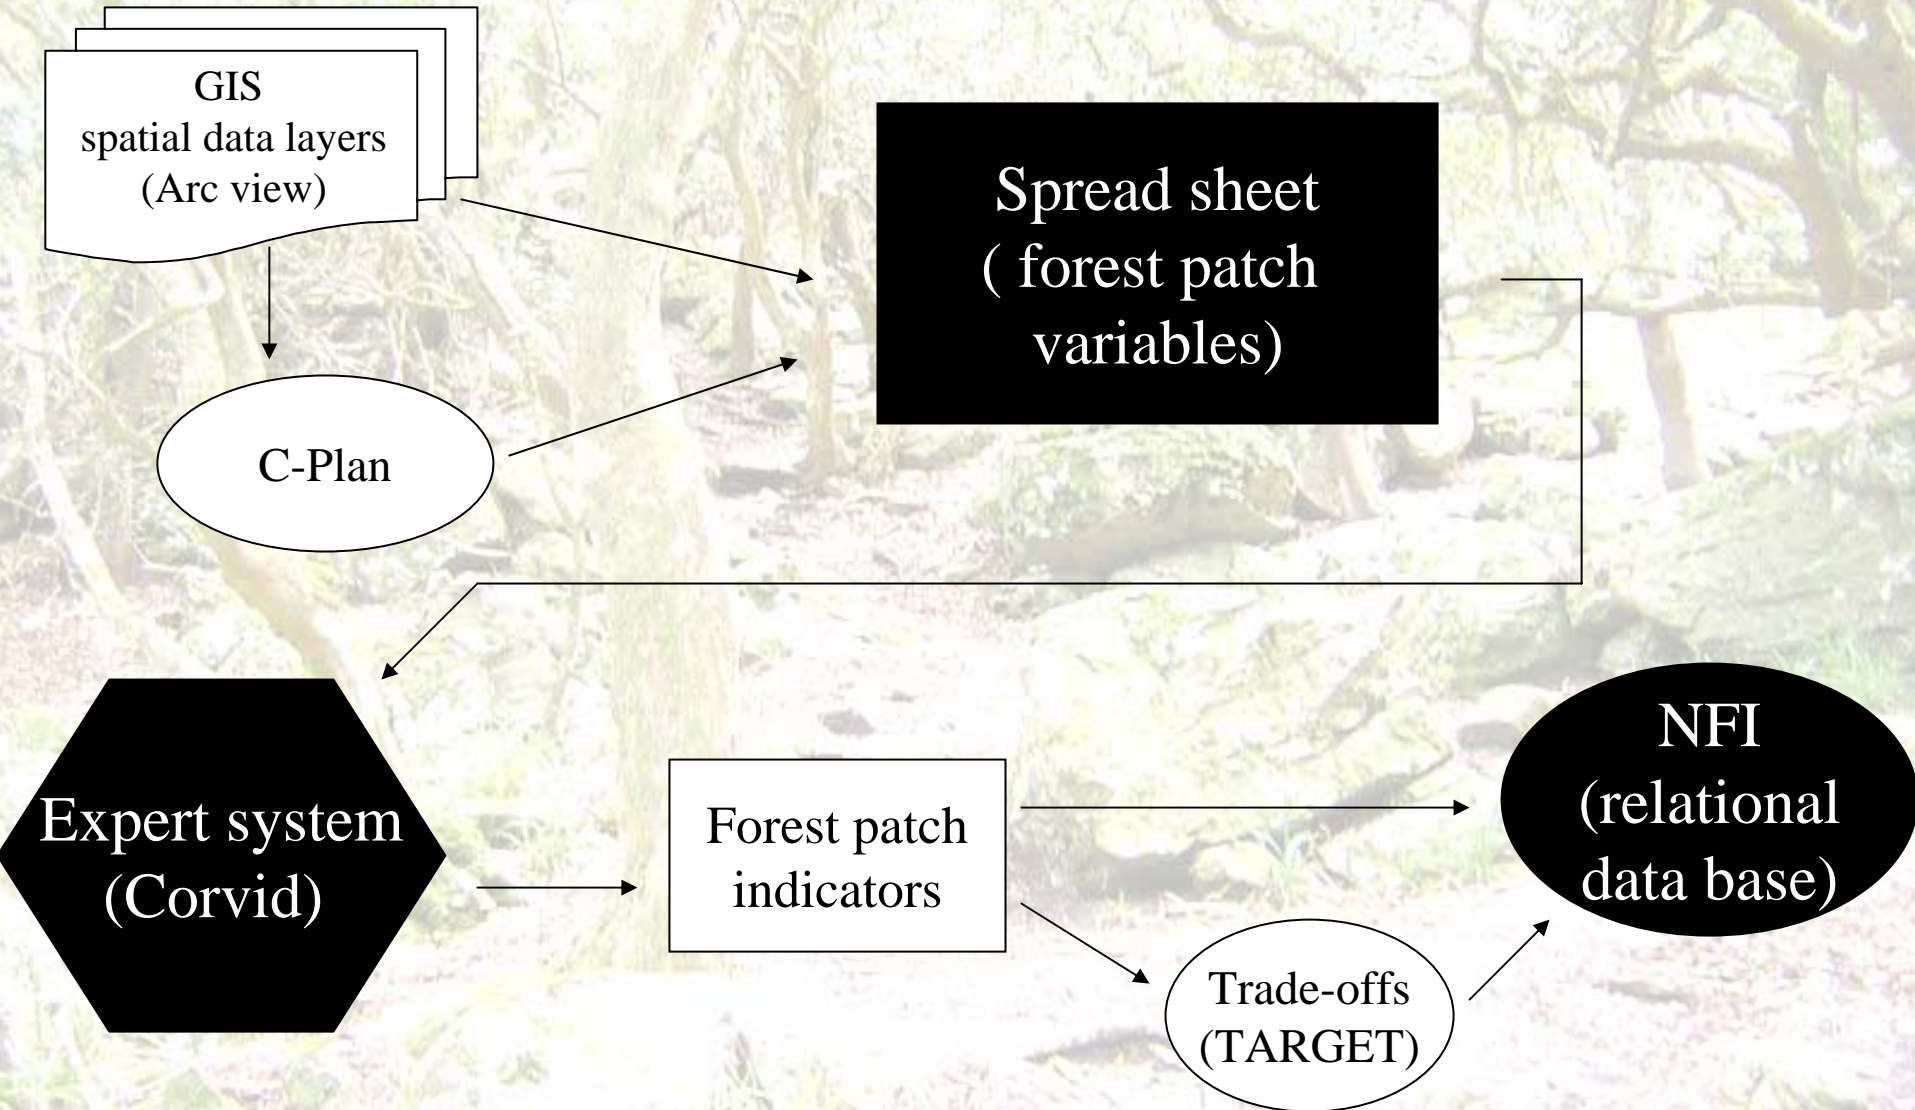 GIS
spatial data layers
(Arc view)
Spread sheet
( forest patch
variables)
C-Plan
Expert system
(Corvid)
Forest patch
indicators
NFI
(relational
data base)
Trade-offs
(TARGET)